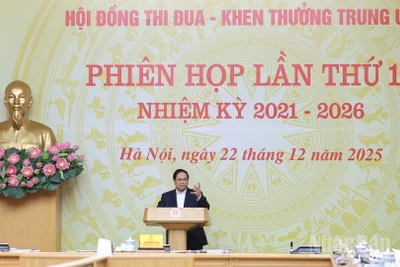 HỘI ĐỒNG THI ĐUA - KHEN THƯỞNG TRUNG Ư
PHIÊN HỌP LẦN THỨ 1
NHIỆM KỲ 2021 - 2026
Hà Nội, ngày 22 tháng 12 năm 2025
NhânDân